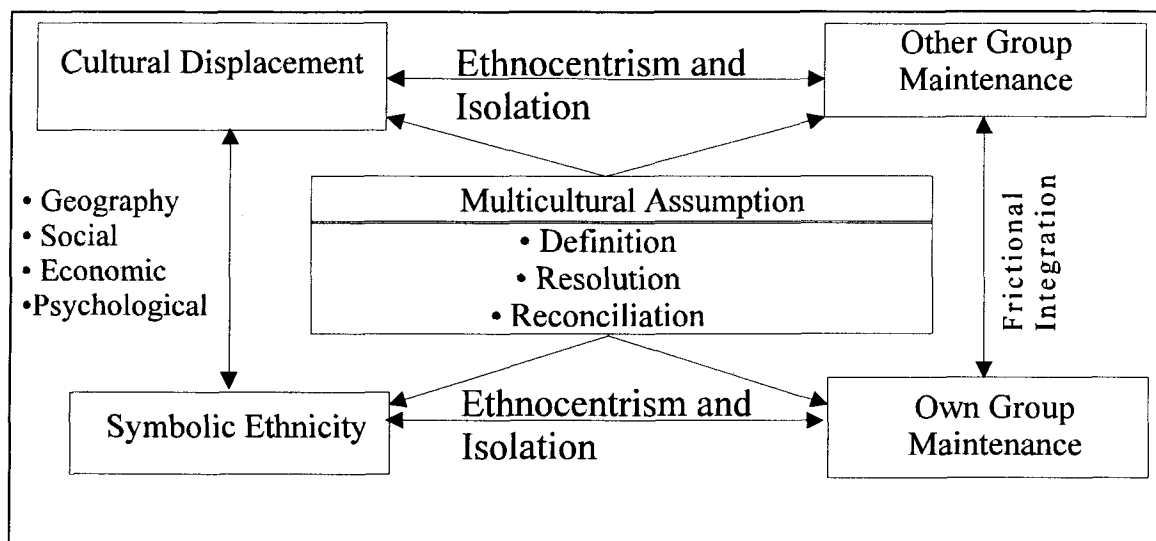 Cultural Displacement
Ethnocentrism and
Isolation
Other Group
Maintenance
• Geography
• Social
• Economic
•Psychological
Multicultural Assumption
• Definition
• Resolution
• Reconciliation
Frictional
Integration
Symbolic Ethnicity
Ethnocentrism and
Isolation
Own Group
Maintenance